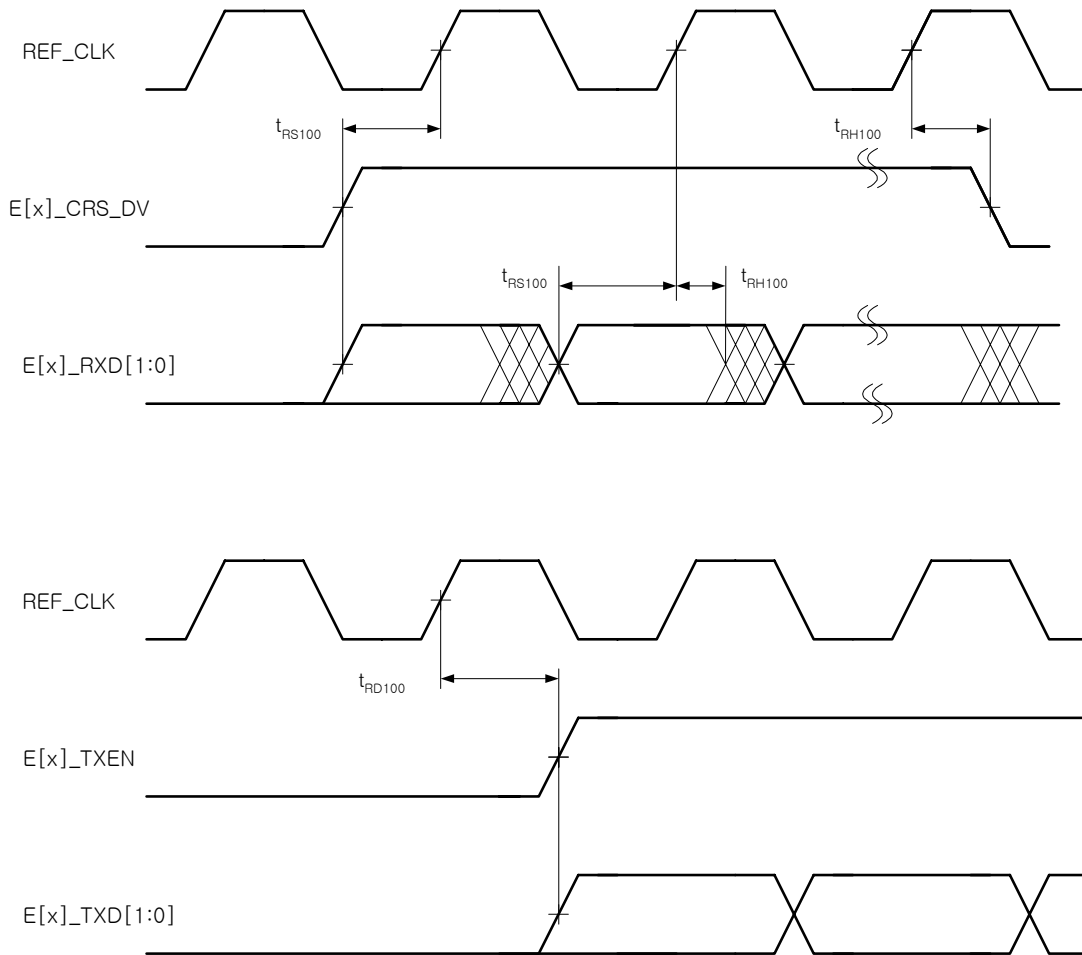 REF_CLK
tRS100
tRH100
E[x]_CRS_DV
tRS100
tRH100
E[x]_RXD[1:0]
REF_CLK
tRD100
E[x]_TXEN
E[x]_TXD[1:0]